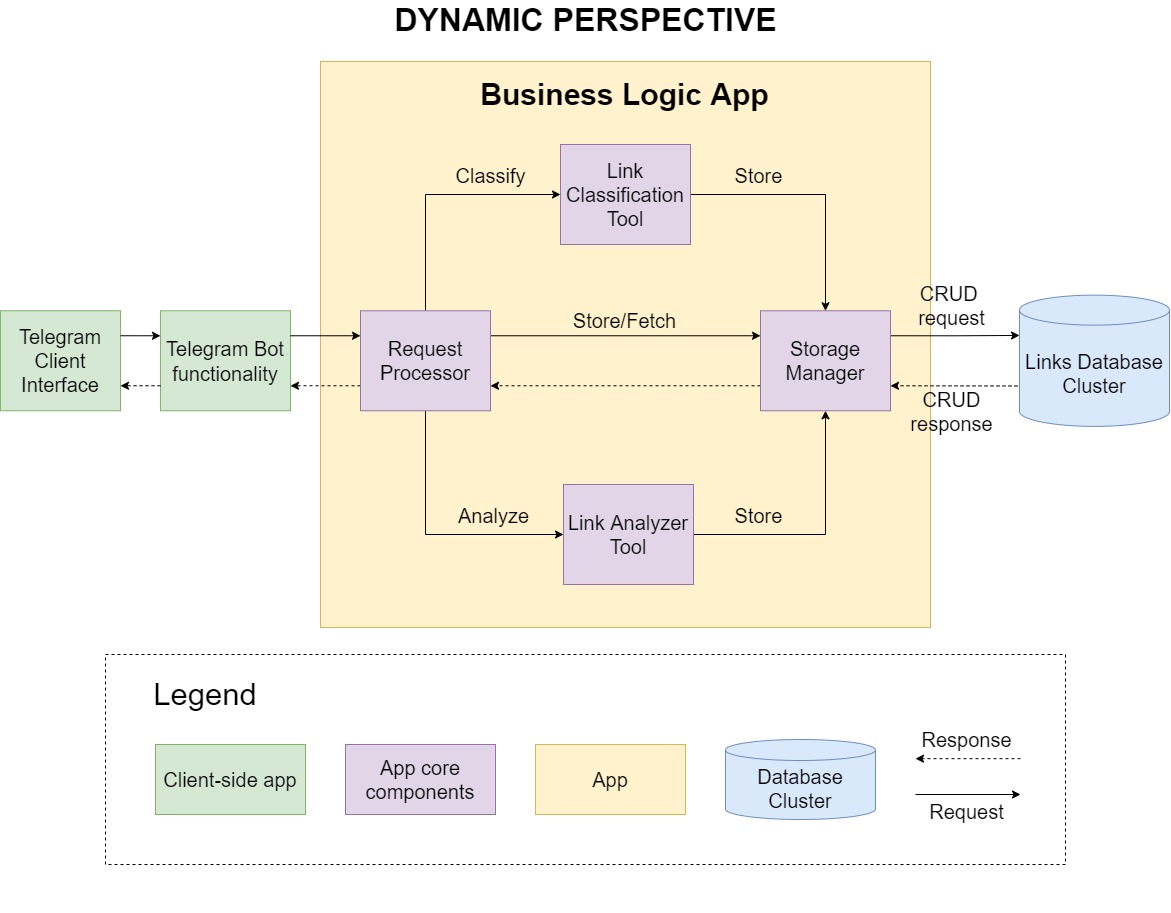 DYNAMIC PERSPECTIVE
Business Logic App
Classify
Link
Classification
Tool
Store
Telegram
Client
Interface
Telegram Bot
functionality
Request
Processor
Store/Fetch
Storage
Manager
CRUD
request
Links Database
Cluster
CRUD
response
Analyze
Link Analyzer
Tool
Store
Legend
Client-side app
App core
components
App
Database
Cluster
Response
Request